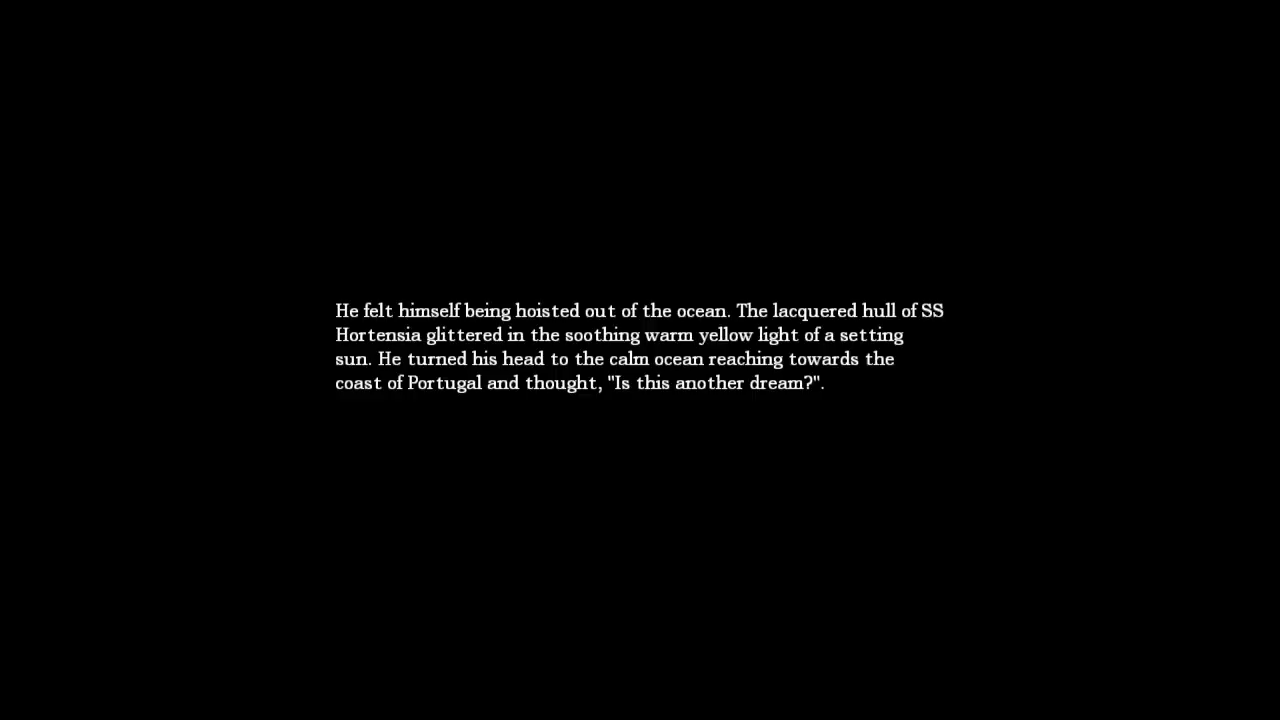 He felt himself being hoisted out of the ocean. The lacquered hull of SS
Hortensia glittered in the soothing warm yellow light of a setting
sun. He turned his head to the calm ocean reaching towards the
coast of Portugal and thought, "Is this another dream?".